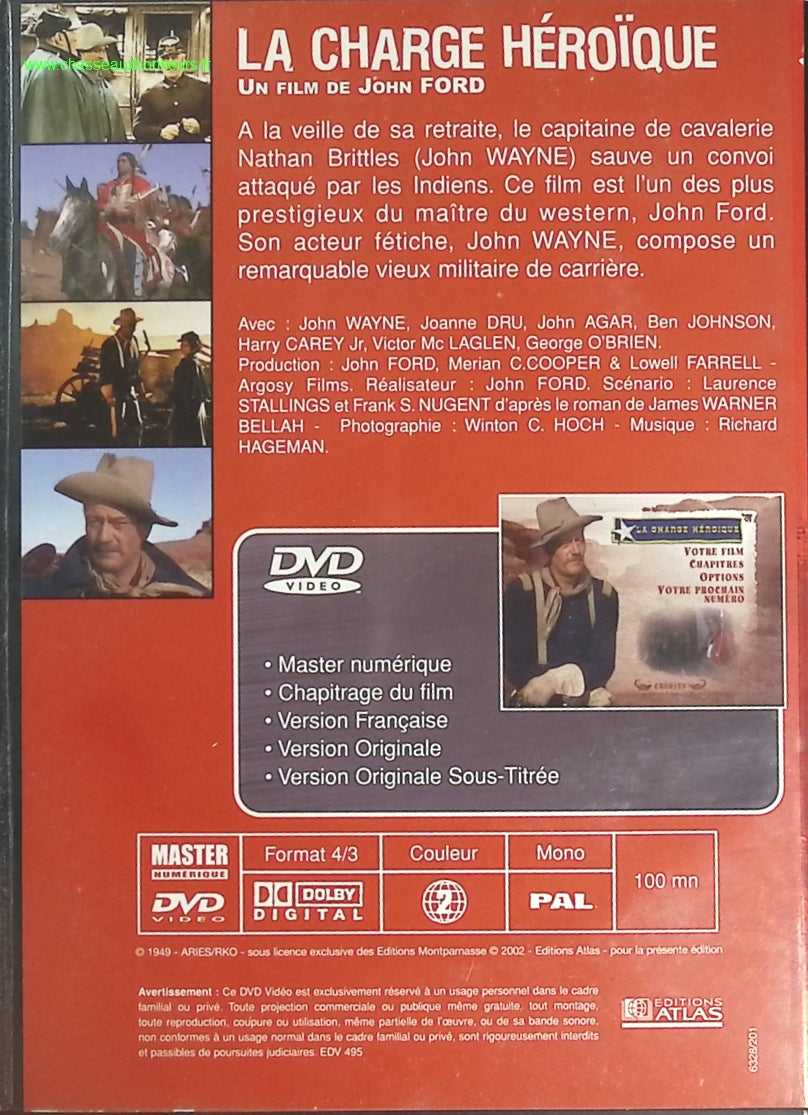 www.chasseauxbonheurs.fr
LA CHARGE HÉROÏQUE
UN FILM DE JOHN FORD
A la veille de sa retraite, le capitaine de cavalerie
Nathan Brittles (John WAYNE) sauve un convoi
attaqué par les Indiens. Ce film est l'un des plus
prestigieux du maître du western, John Ford.
Son acteur fétiche, John WAYNE, compose un
remarquable vieux militaire de carrière.
Avec : John WAYNE, Joanne DRU, John AGAR, Ben JOHNSON,
Harry CAREY Jr, Victor Mc LAGLEN, George O'BRIEN.
Production : John FORD, Merian C.COOPER & Lowell FARRELL -
Argosy Films. Réalisateur : John FORD. Scénario : Laurence
STALLINGS et Frank S. NUGENT d'après le roman de James WARNER
BELLAH - Photographie : Winton C. HOCH - Musique : Richard
HAGEMAN.
LA CHARGE HÉROIQUE
VOTRE FILM
CHAPITRES
OPTIONS
VOTRE PROCHAIN
NUMÉRO
CREDITS
DVD
VIDEO
• Master numérique
• Chapitrage du film
• Version Française
• Version Originale
• Version Originale Sous-Titrée
MASTER
NUMÉRIQUE
DVD
VIDEO
Format 4/3
Couleur
Mono
100 mn
DOLBY
DIGITAL
2
PAL
© 1949 - ARIES/RKO - sous licence exclusive des Editions Montparnasse © 2002 - Editions Atlas - pour la présente édition
Avertissement : Ce DVD Vidéo est exclusivement réservé à un usage personnel dans le cadre
familial ou privé. Toute projection commerciale ou publique même gratuite, tout montage,
toute reproduction, coupure ou utilisation, même partielle de l'œuvre, ou de sa bande sonore,
non conformes à un usage normal dans le cadre familial ou privé, sont rigoureusement interdits
et passibles de poursuites judiciaires. EDV 495
EDITIONS
ATLAS
6328/201